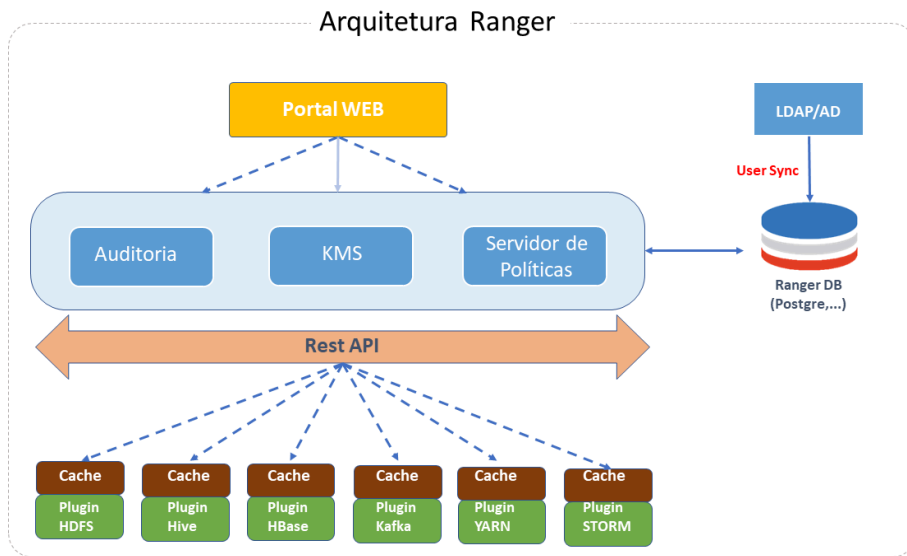 Arquitetura Ranger
Portal WEB
LDAP/AD
User Sync
Auditoria
KMS
Servidor de
Políticas
Ranger DB
(Postgre,...)
Rest API
Cache
Plugin
HDFS
Cache
Plugin
Hive
Cache
Plugin
HBase
Cache
Plugin
Kafka
Cache
Plugin
YARN
Cache
Plugin
STORM